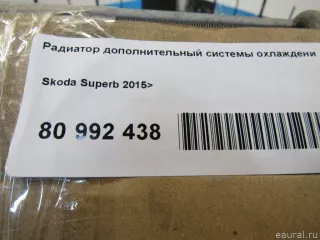 Радиатор дополнительный системы охлаждени
Skoda Superb 2015>
80 992 438
eaural.ru